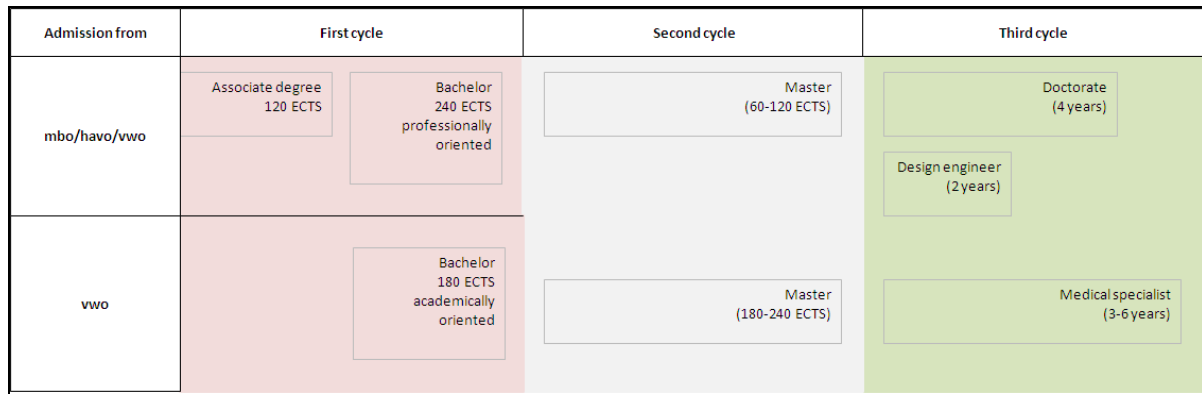 Admission from
First cycle
Second cycle
Third cycle
mbo/havo/vwo
Associate degree
120 ECTS
Bachelor
240 ECTS
professionally
oriented
Master
(60-120 ECTS)
Doctorate
(4 years)
Design engineer
(2 years)
vwo
Bachelor
180 ECTS
academically
oriented
Master
(180-240 ECTS)
Medical specialist
(3-6 years)